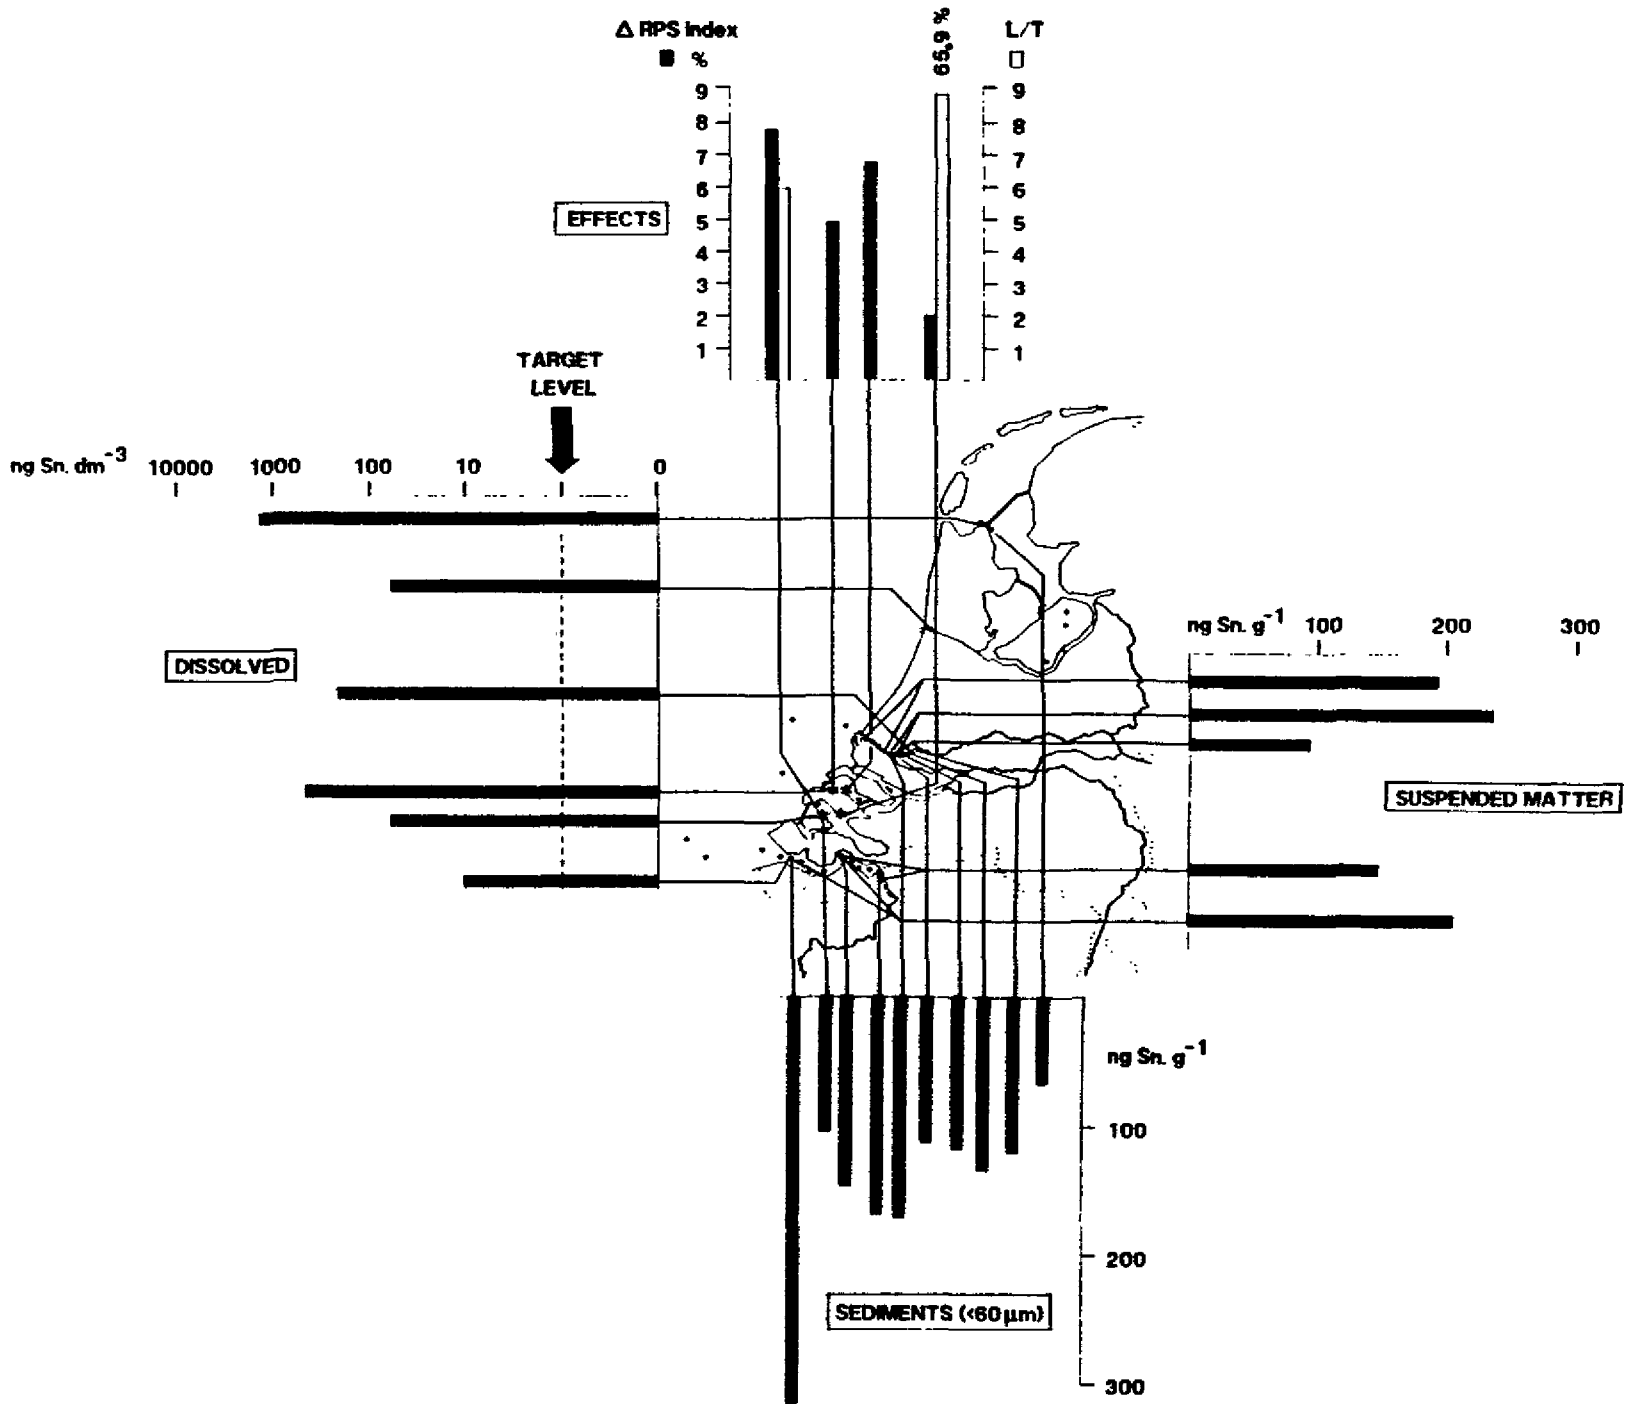 Δ RPS index
■ %
65,9 %
L/T
9
8
7
6
5
4
3
2
1
9
8
7
6
5
4
3
2
1
EFFECTS
TARGET
LEVEL
ng Sn. dm⁻³ 10000 1000 100 10 0
DISSOLVED
ng Sn. g⁻¹ 100 200 300
SUSPENDED MATTER
ng Sn. g⁻¹
100
200
300
SEDIMENTS (<60 μm)